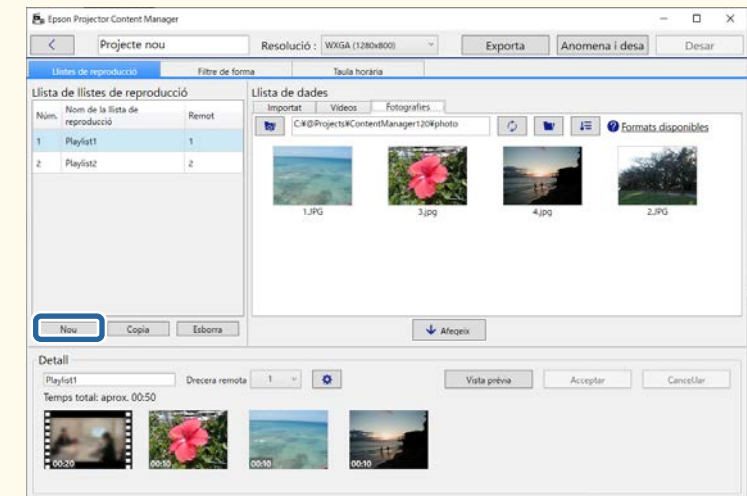 Epson Projector Content Manager
Projecte nou Resolució : WXGA (1280x800) Exporta Anomena i desa Desar
Llistes de reproducció Filtre de forma Taula horària
Llista de llistes de reproducció Llista de dades
Núm. Nom de la llista de reproducció Remot
Importat Vídeos Fotografies
C:¥@Projects¥ContentManager120¥photo Formats disponibles
1 Playlist1 1
2 Playlist2 2
1.JPG 3.jpg 4.jpg 2.JPG
Nou Copia Esborra Afegeix
Detall
Playlist1 Drecera remota 1 Vista prèvia Acceptar Cancel·lar
Temps total: aprox. 00:50
00:20 00:10 00:10 00:10